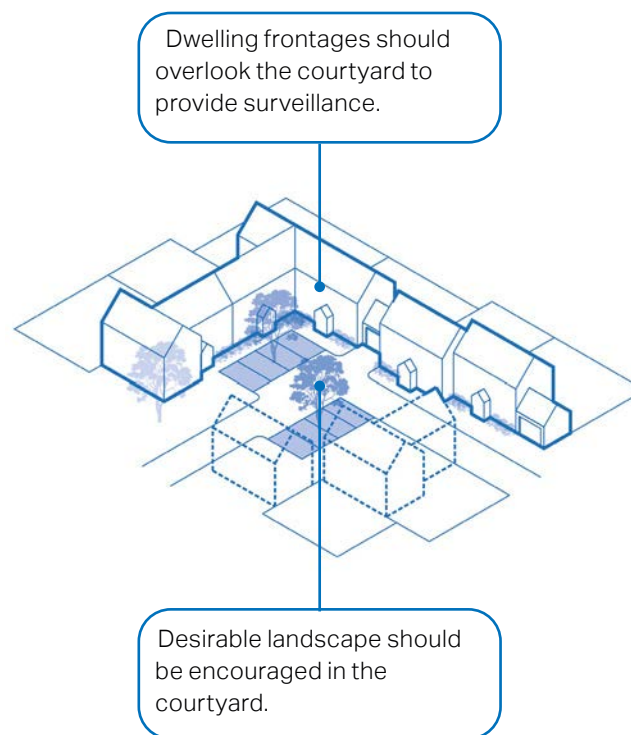 Dwelling frontages should
overlook the courtyard to
provide surveillance.
Desirable landscape should
be encouraged in the
courtyard.